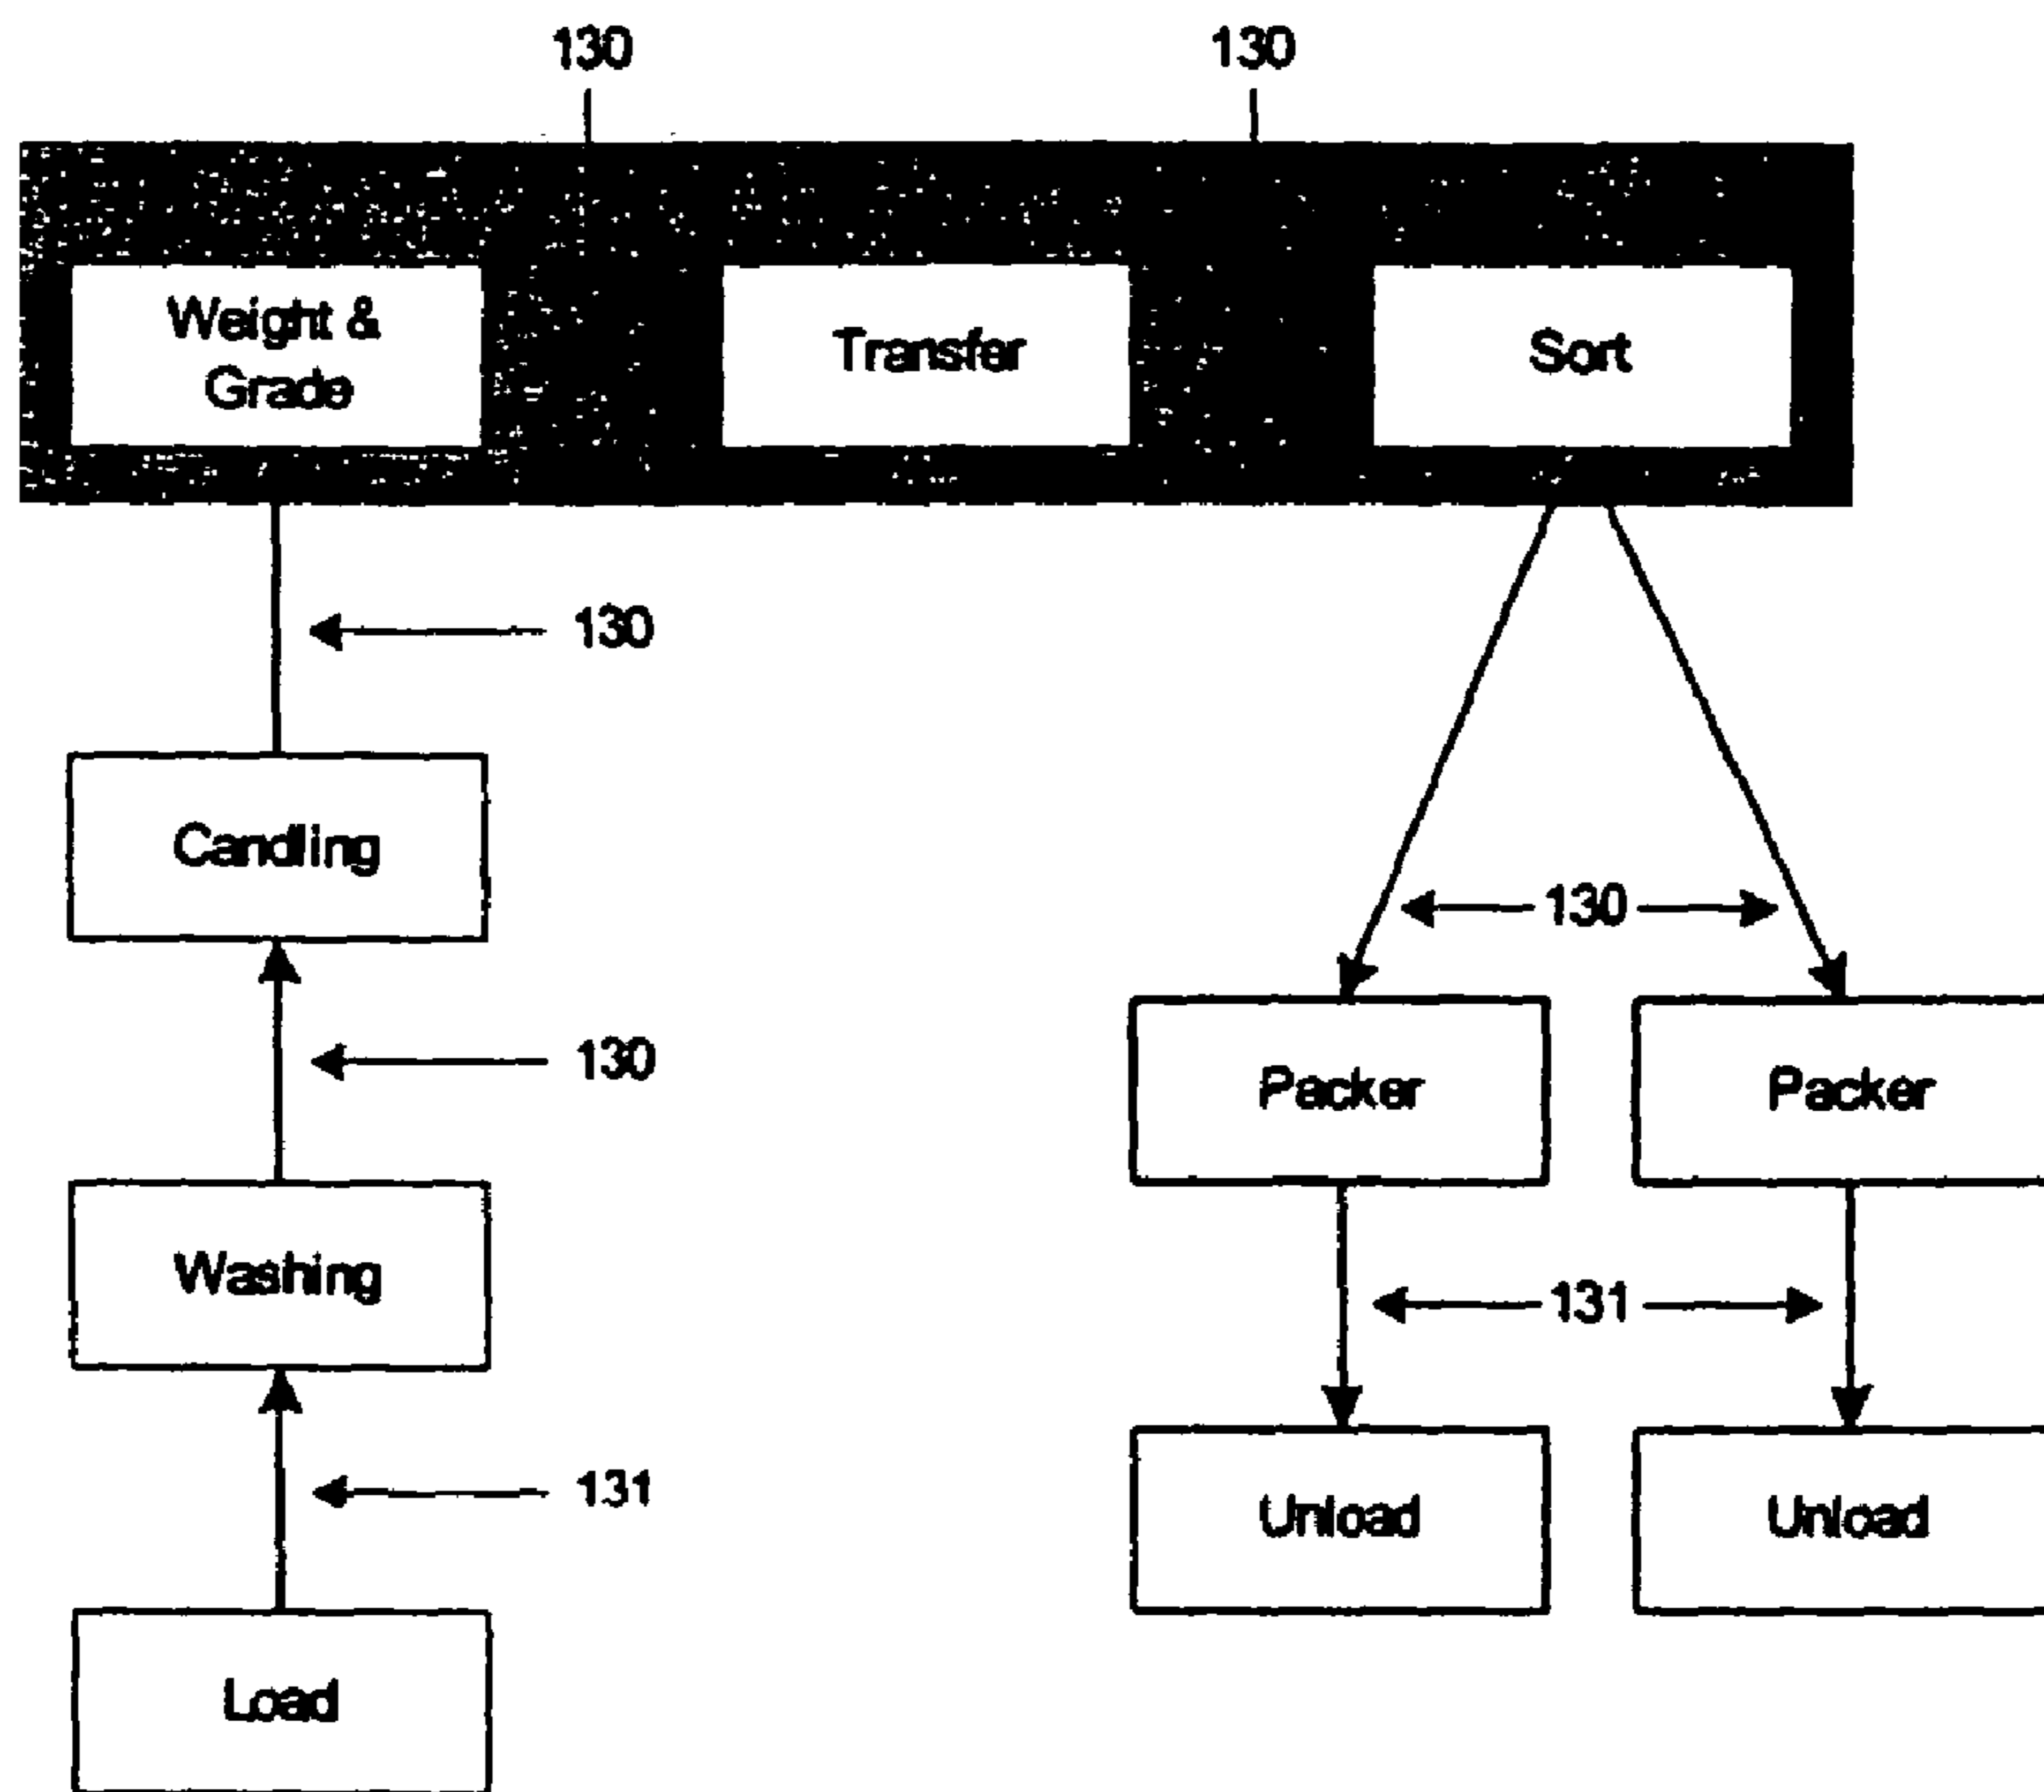 130 130
Weight &
Grade
Transfer
Sort
130
Candling
130
130
Packer Packer
Washing
131
131
Unload Unload
Load